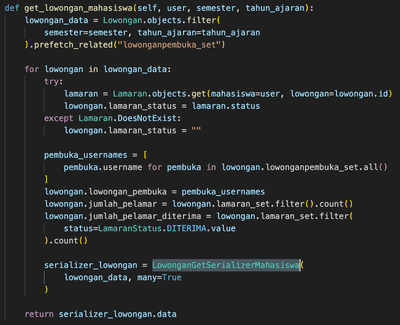 def get_lowongan_mahasiswa(self, user, semester, tahun_ajaran):
    lowongan_data = Lowongan.objects.filter(
        semester=semester, tahun_ajaran=tahun_ajaran
    ).prefetch_related("lowonganpembuka_set")

    for lowongan in lowongan_data:
        try:
            lamaran = Lamaran.objects.get(mahasiswa=user, lowongan=lowongan.id)
            lowongan.lamaran_status = lamaran.status
        except Lamaran.DoesNotExist:
            lowongan.lamaran_status = ""

        pembuka_usernames = [
            pembuka.username for pembuka in lowongan.lowonganpembuka_set.all()
        ]
        lowongan.lowongan_pembuka = pembuka_usernames
        lowongan.jumlah_pelamar = lowongan.lamaran_set.filter().count()
        lowongan.jumlah_pelamar_diterima = lowongan.lamaran_set.filter(
            status=LamaranStatus.DITERIMA.value
        ).count()

        serializer_lowongan = LowonganGetSerializerMahasiswa(
            lowongan_data, many=True
        )

    return serializer_lowongan.data